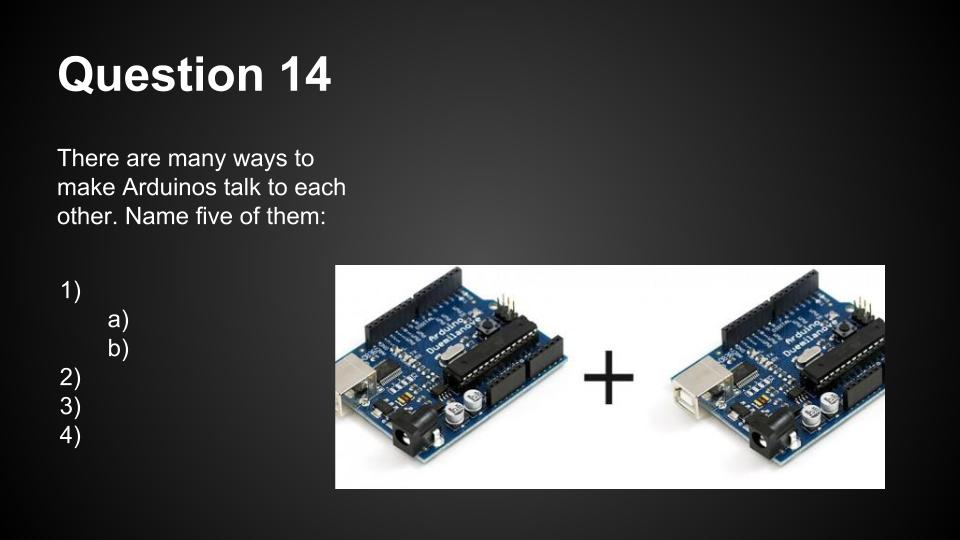 Question 14
There are many ways to
make Arduinos talk to each
other. Name five of them:
1)
a)
b)
2)
3)
4)
Arduino
Duemilanove
+
Arduino
Duemilanove